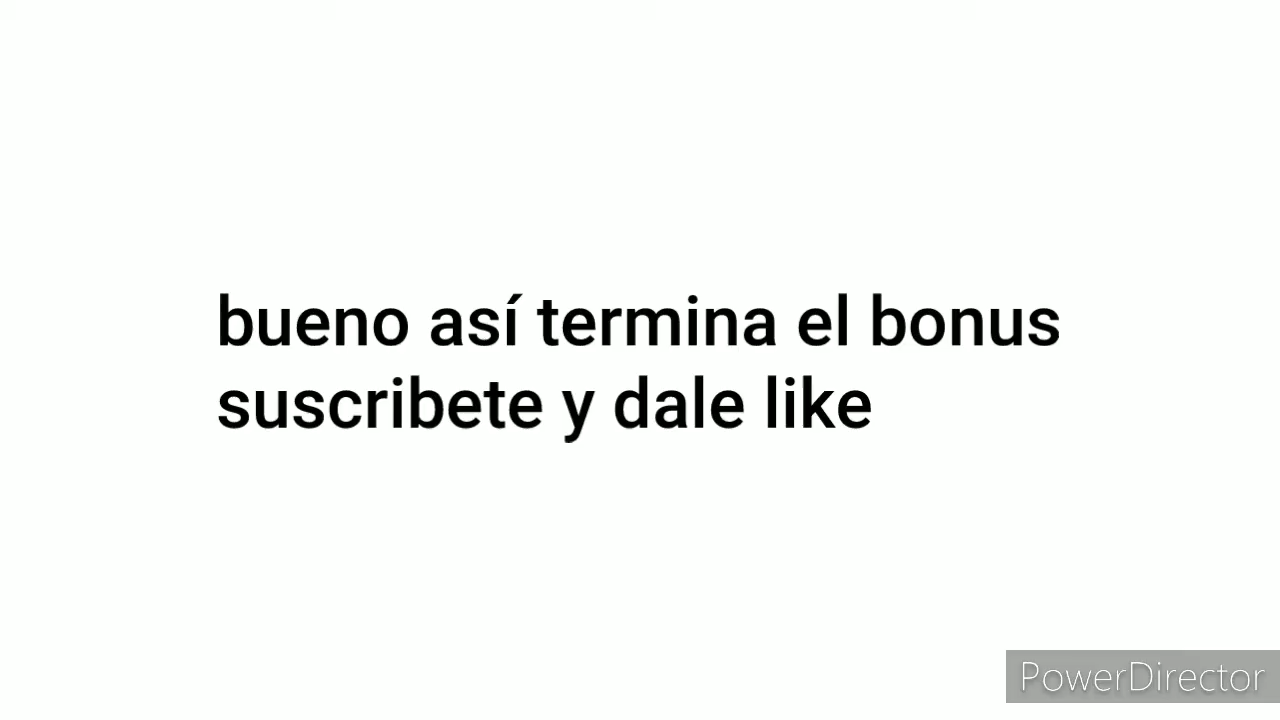 bueno así termina el bonus
suscribete y dale like
PowerDirector